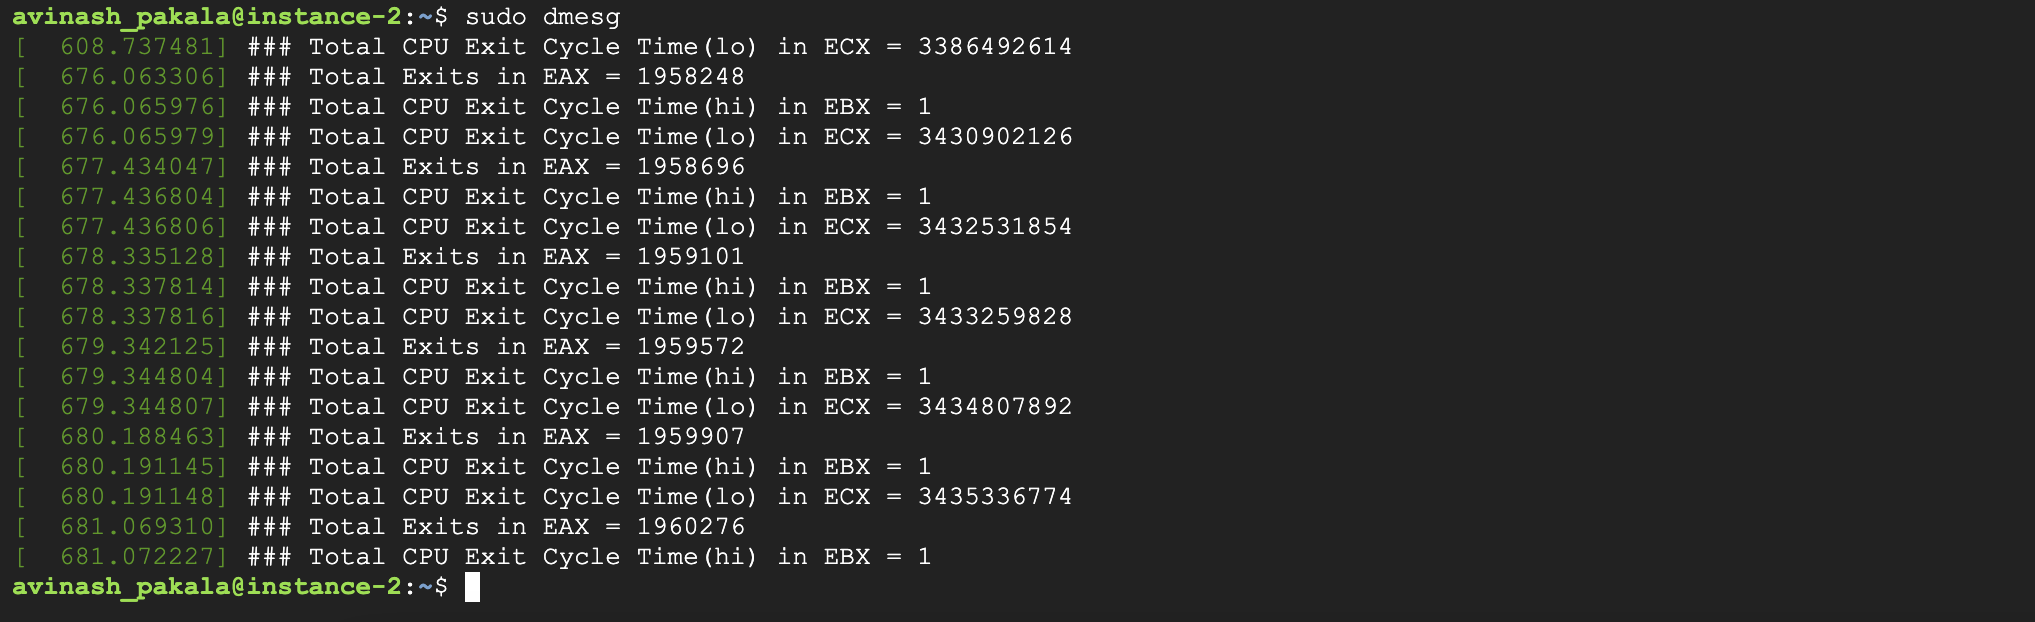 avinash_pakala@instance-2:~$ sudo dmesg
[  608.737481] ### Total CPU Exit Cycle Time(lo) in ECX = 3386492614
[  676.063306] ### Total Exits in EAX = 1958248
[  676.065976] ### Total CPU Exit Cycle Time(hi) in EBX = 1
[  676.065979] ### Total CPU Exit Cycle Time(lo) in ECX = 3430902126
[  677.434047] ### Total Exits in EAX = 1958696
[  677.436804] ### Total CPU Exit Cycle Time(hi) in EBX = 1
[  677.436806] ### Total CPU Exit Cycle Time(lo) in ECX = 3432531854
[  678.335128] ### Total Exits in EAX = 1959101
[  678.337814] ### Total CPU Exit Cycle Time(hi) in EBX = 1
[  678.337816] ### Total CPU Exit Cycle Time(lo) in ECX = 3433259828
[  679.342125] ### Total Exits in EAX = 1959572
[  679.344804] ### Total CPU Exit Cycle Time(hi) in EBX = 1
[  679.344807] ### Total CPU Exit Cycle Time(lo) in ECX = 3434807892
[  680.188463] ### Total Exits in EAX = 1959907
[  680.191145] ### Total CPU Exit Cycle Time(hi) in EBX = 1
[  680.191148] ### Total CPU Exit Cycle Time(lo) in ECX = 3435336774
[  681.069310] ### Total Exits in EAX = 1960276
[  681.072227] ### Total CPU Exit Cycle Time(hi) in EBX = 1
avinash_pakala@instance-2:~$